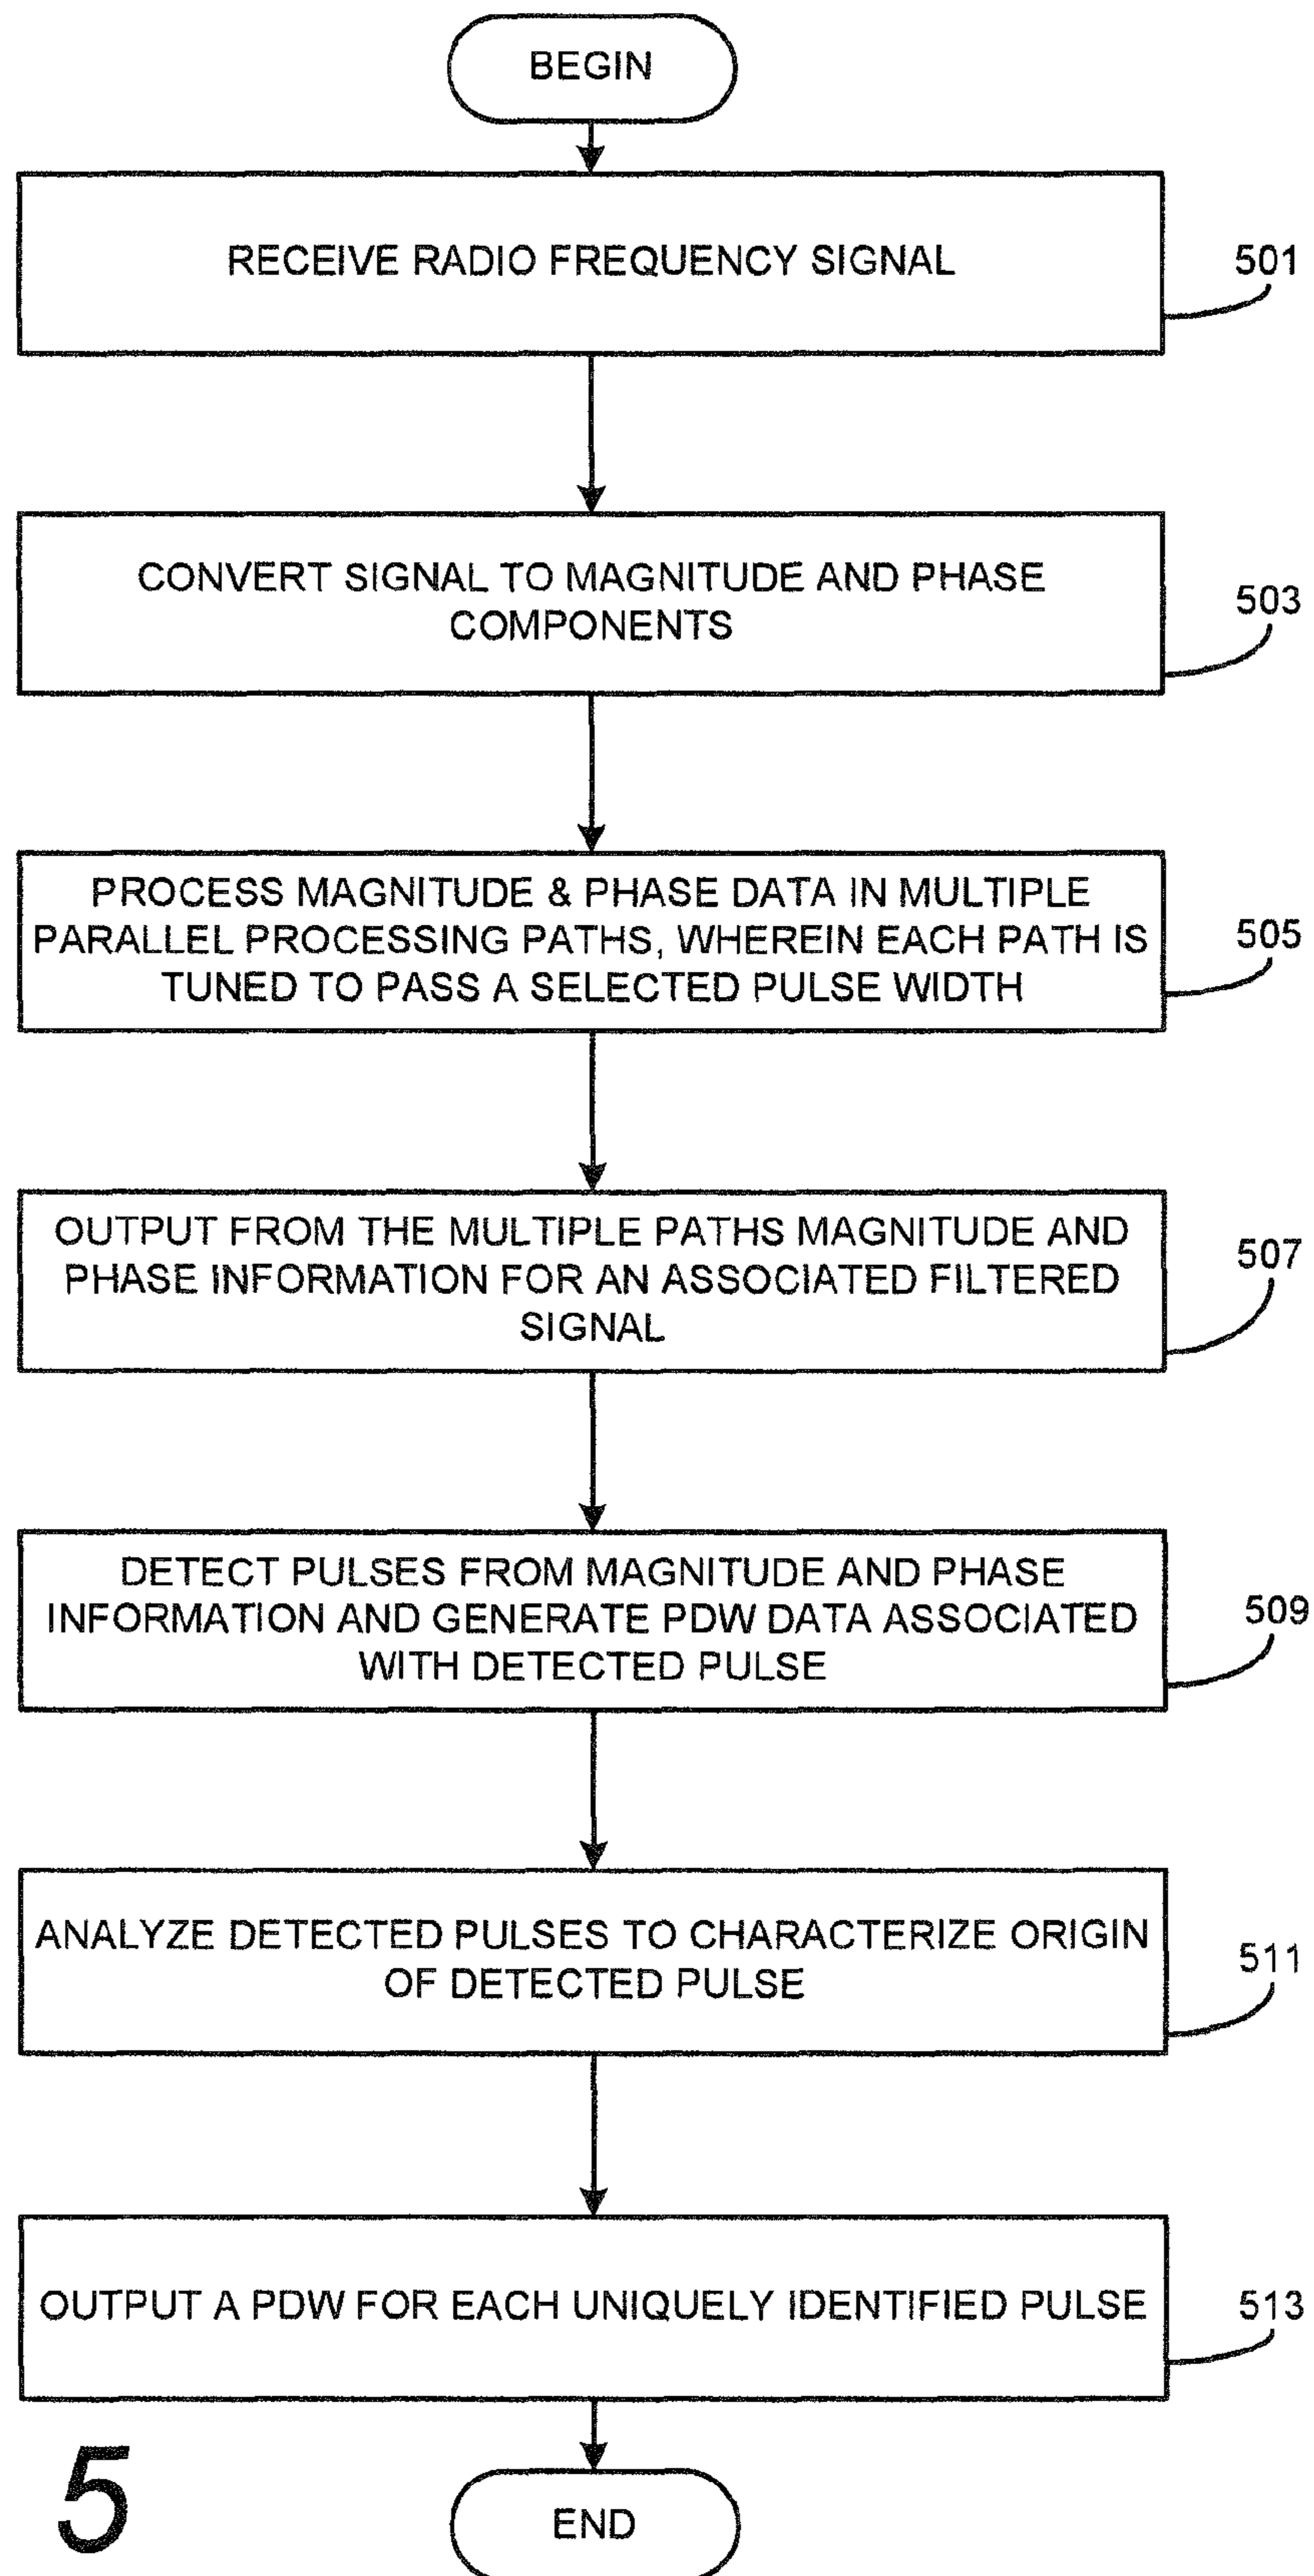 BEGIN
RECEIVE RADIO FREQUENCY SIGNAL
501
CONVERT SIGNAL TO MAGNITUDE AND PHASE
COMPONENTS
503
PROCESS MAGNITUDE & PHASE DATA IN MULTIPLE
PARALLEL PROCESSING PATHS, WHEREIN EACH PATH IS
TUNED TO PASS A SELECTED PULSE WIDTH
505
OUTPUT FROM THE MULTIPLE PATHS MAGNITUDE AND
PHASE INFORMATION FOR AN ASSOCIATED FILTERED
SIGNAL
507
DETECT PULSES FROM MAGNITUDE AND PHASE
INFORMATION AND GENERATE PDW DATA ASSOCIATED
WITH DETECTED PULSE
509
ANALYZE DETECTED PULSES TO CHARACTERIZE ORIGIN
OF DETECTED PULSE
511
OUTPUT A PDW FOR EACH UNIQUELY IDENTIFIED PULSE
513
5
END